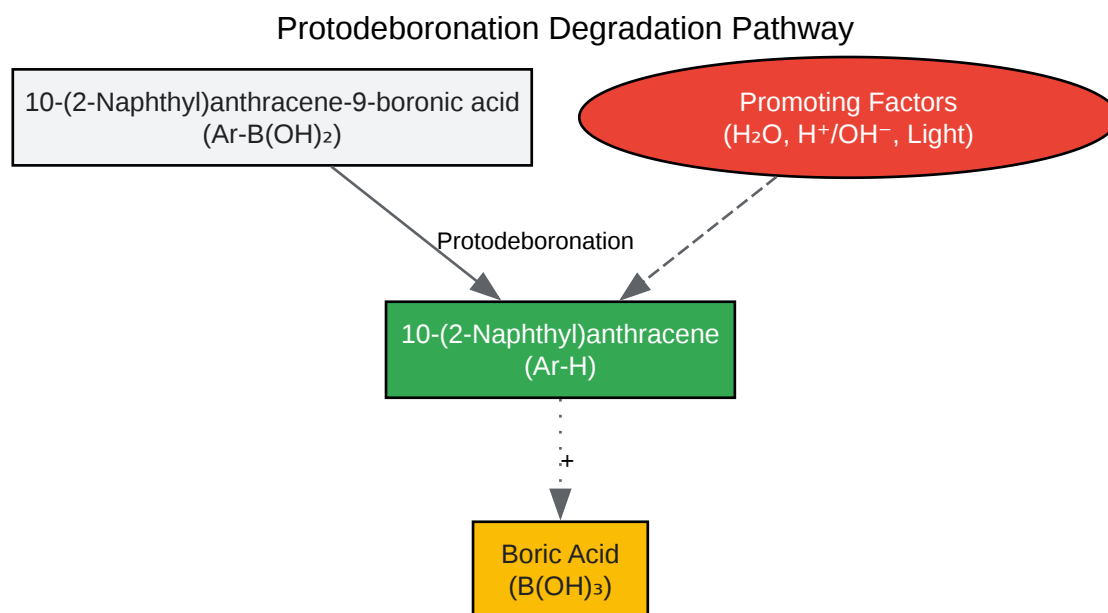 Protodeboronation Degradation Pathway
10-(2-Naphthyl)anthracene-9-boronic acid
(Ar-B(OH)₂)
Promoting Factors
(H₂O, H⁺/OH⁻, Light)
Protodeboronation
10-(2-Naphthyl)anthracene
(Ar-H)
+
Boric Acid
(B(OH)₃)